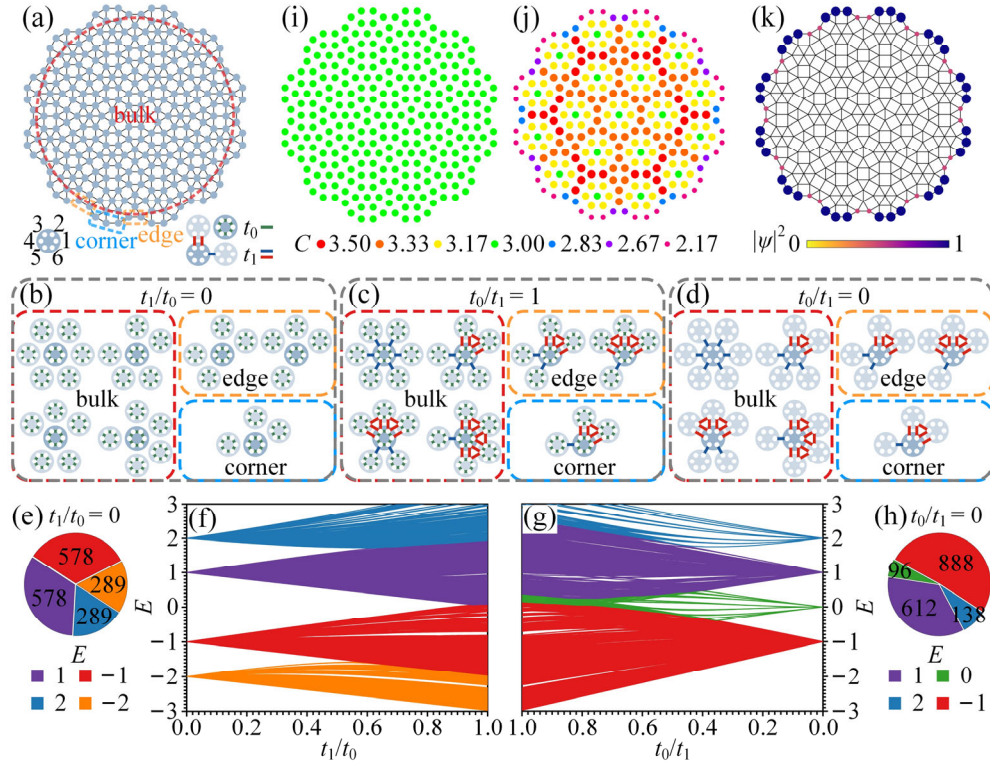 (a)
bulk
3 2
4 1
5 6
corner
edge
t₀
t₁
(i)
(j)
C 3.50 3.33 3.17 3.00 2.83 2.67 2.17
(k)
|ψ|² 0 1
(b) t₁/t₀ = 0
bulk
edge
corner
(c) t₀/t₁ = 1
bulk
edge
corner
(d) t₀/t₁ = 0
bulk
edge
corner
(e) t₁/t₀ = 0
578
289
578
289
E
1 −1
2 −2
(f)
3
2
1
0
−1
−2
−3
E
0.0 0.2 0.4 0.6 0.8 1.0
t₁/t₀
(g)
3
2
1
0
−1
−2
−3
E
1.0 0.8 0.6 0.4 0.2 0.0
t₀/t₁
(h) t₀/t₁ = 0
888
96
612
138
E
1 0
2 −1